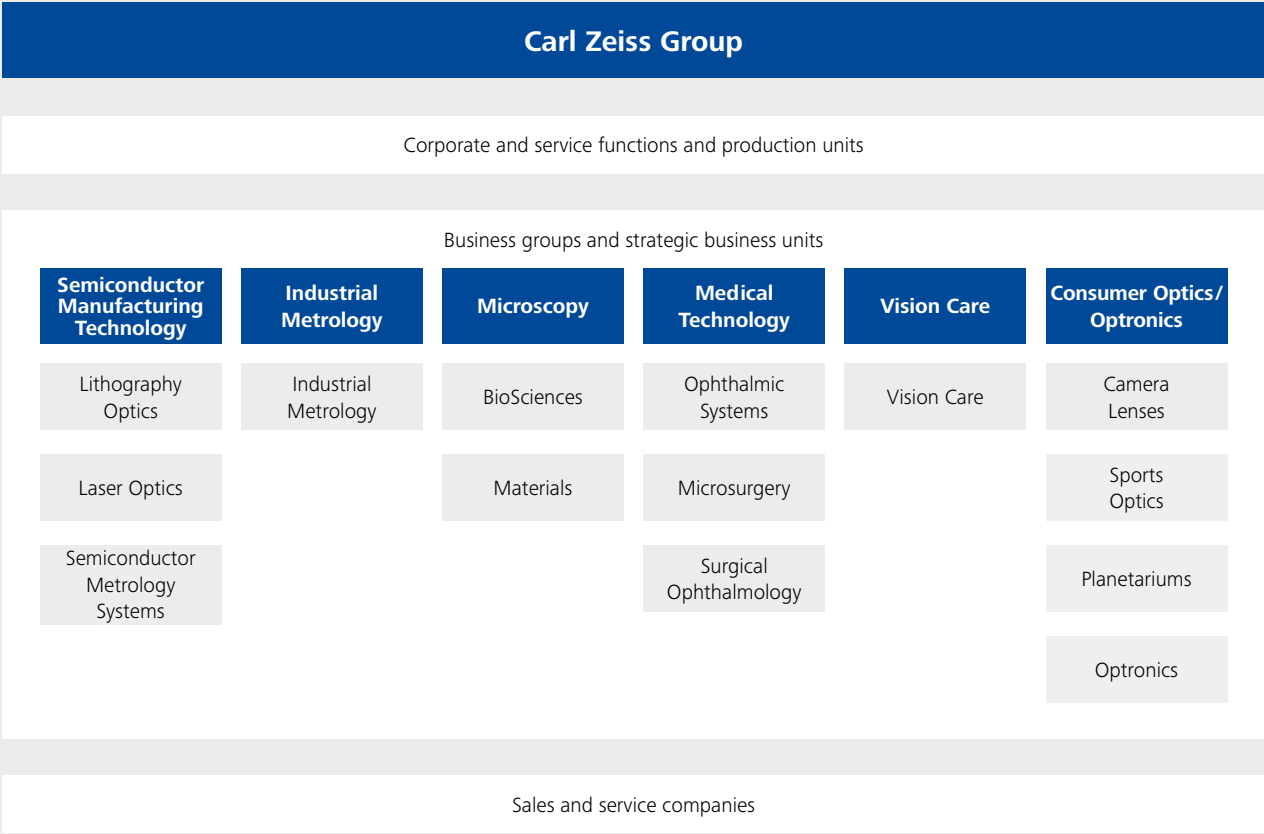 Carl Zeiss Group
Corporate and service functions and production units
Business groups and strategic business units
Semiconductor
Manufacturing
Technology
Industrial
Metrology
Microscopy
Medical
Technology
Vision Care
Consumer Optics/
Optronics
Lithography
Optics
Industrial
Metrology
BioSciences
Ophthalmic
Systems
Vision Care
Camera
Lenses
Laser Optics
Materials
Microsurgery
Sports
Optics
Semiconductor
Metrology
Systems
Surgical
Ophthalmology
Planetariums
Optronics
Sales and service companies